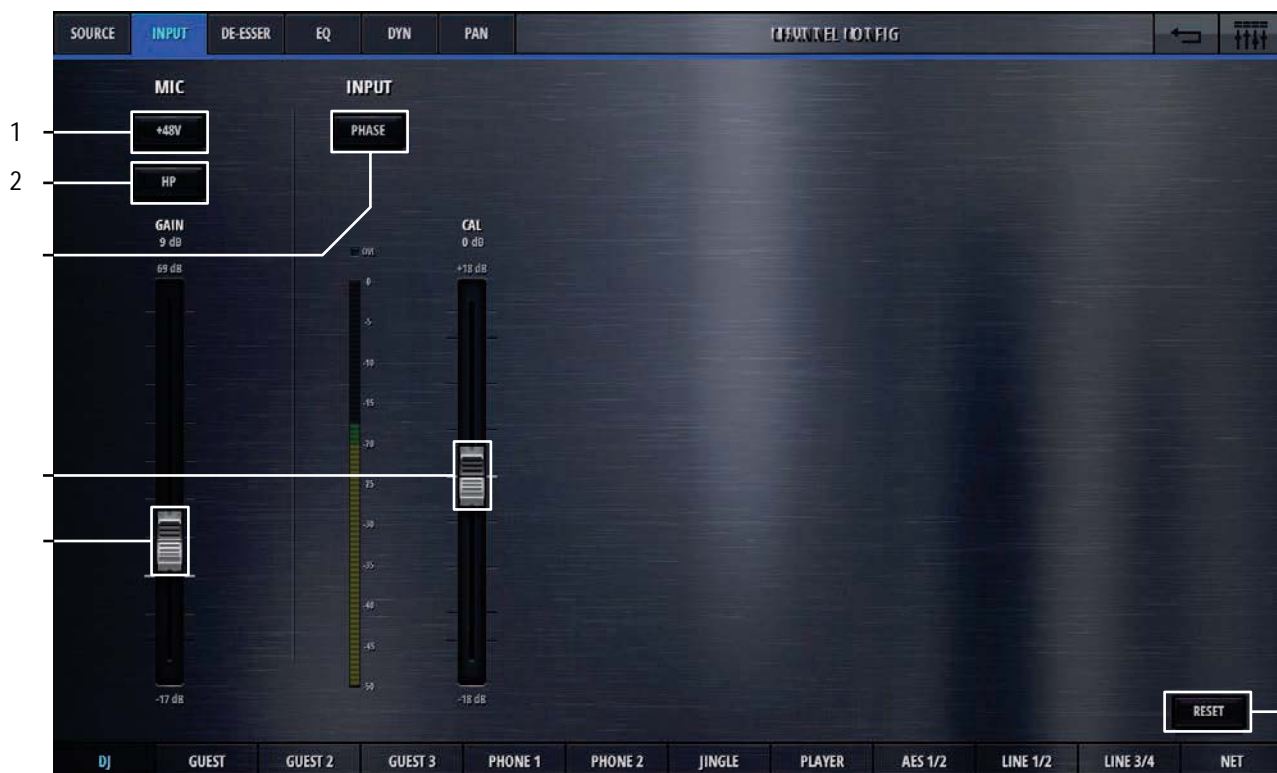 SOURCE INPUT DE-ESSER EQ DYN PAN
MIC INPUT
1 +48V PHASE
2 HP
GAIN CAL
9 dB 0 dB
69 dB +18 dB
0
-5
-10
-15
-20
25
-30
-35
-40
-45
50
-17 dB -18 dB
RESET
DJ GUEST GUEST 2 GUEST 3 PHONE 1 PHONE 2 JINGLE PLAYER AES 1/2 LINE 1/2 LINE 3/4 NET